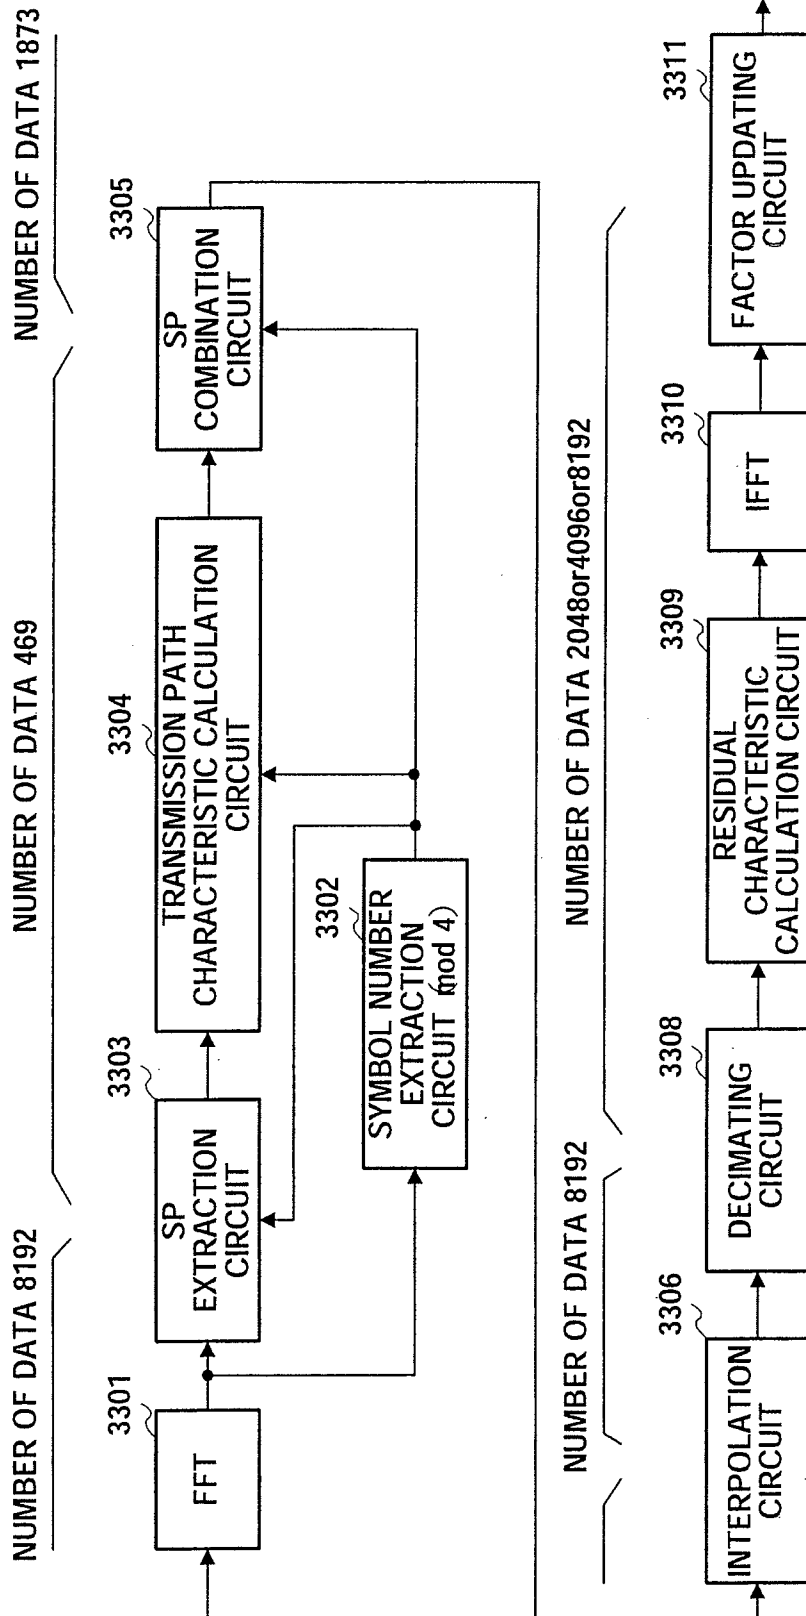 NUMBER OF DATA 8192
NUMBER OF DATA 469
NUMBER OF DATA 1873
3301
FFT
3303
SP
EXTRACTION
CIRCUIT
3304
TRANSMISSION PATH
CHARACTERISTIC CALCULATION
CIRCUIT
3305
SP
COMBINATION
CIRCUIT
3302
SYMBOL NUMBER
EXTRACTION
CIRCUIT (mod 4)
NUMBER OF DATA 8192
NUMBER OF DATA 2048or4096or8192
3306
INTERPOLATION
CIRCUIT
3308
DECIMATING
CIRCUIT
3309
RESIDUAL
CHARACTERISTIC
CALCULATION CIRCUIT
3310
IFFT
3311
FACTOR UPDATING
CIRCUIT